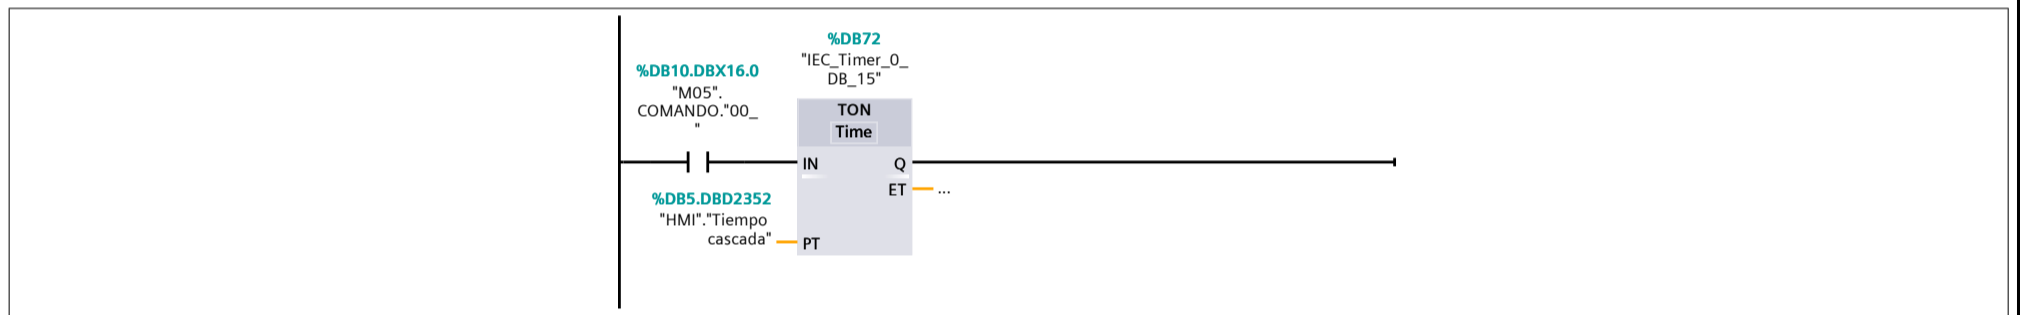 %DB72
"IEC_Timer_0_
DB_15"
%DB10.DBX16.0
"M05".
COMANDO."00_
"
TON
Time
IN
Q
ET
...
%DB5.DBD2352
"HMI"."Tiempo
cascada"
PT